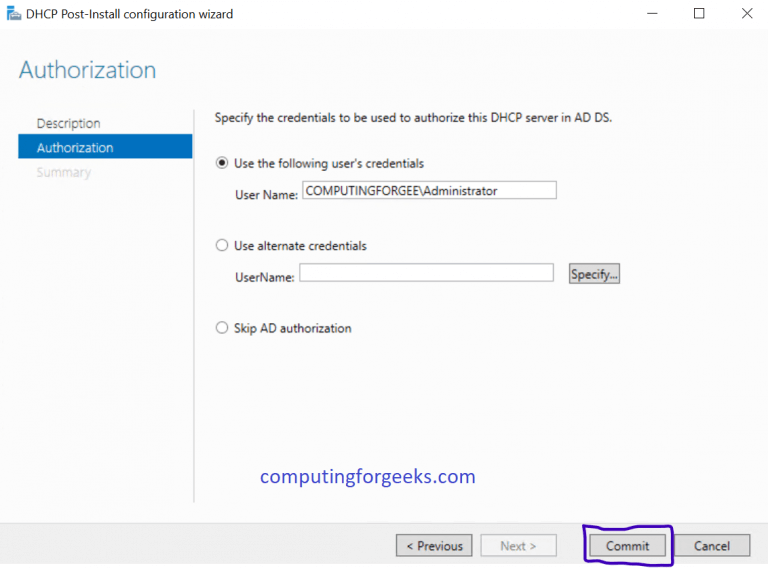 DHCP Post-Install configuration wizard
Authorization
Description
Authorization
Summary
Specify the credentials to be used to authorize this DHCP server in AD DS.
Use the following user's credentials
User Name: COMPUTINGFORGEE\Administrator
Use alternate credentials
UserName:
Specify...
Skip AD authorization
computingforgeeks.com
< Previous
Next >
Commit
Cancel